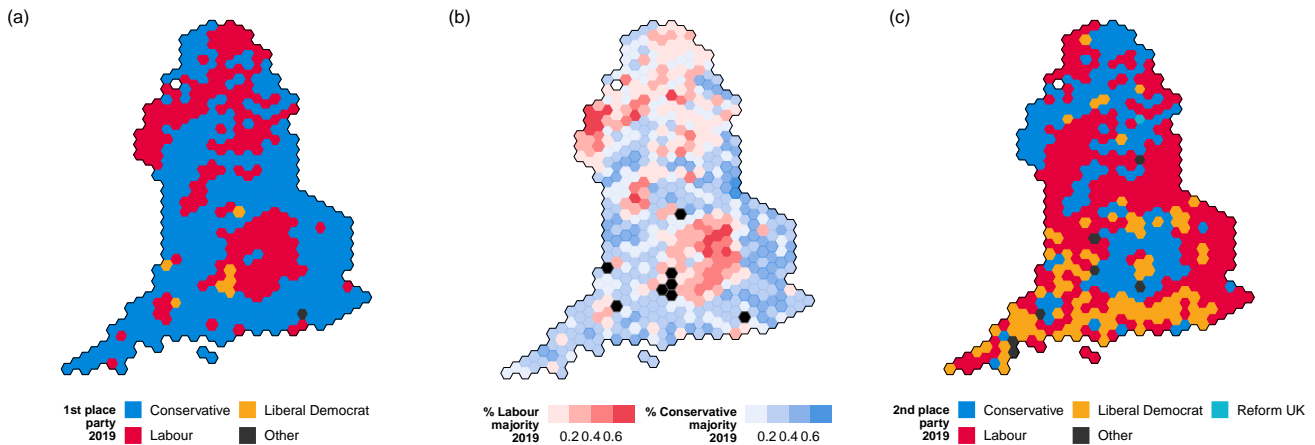 (a)
(b)
(c)
1st place
party
2019
Conservative
Liberal Democrat
Labour
Other
% Labour
majority
2019
0.2 0.4 0.6
% Conservative
majority
2019
0.2 0.4 0.6
2nd place
party
2019
Conservative
Liberal Democrat
Reform UK
Labour
Other